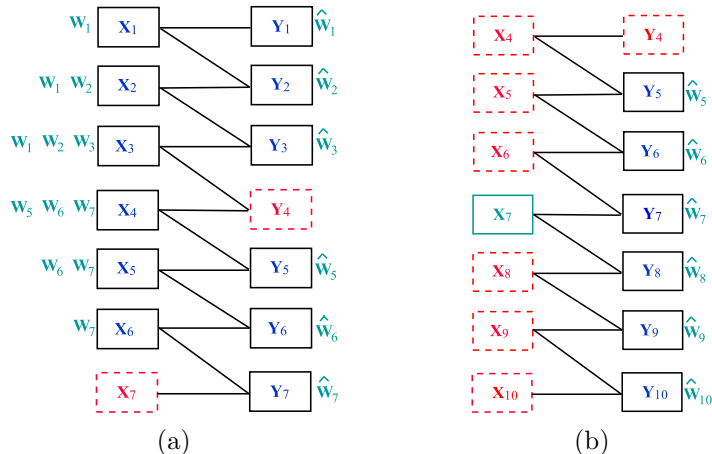 W1 X1 Y1 Ŵ1
W1 W2 X2 Y2 Ŵ2
W1 W2 W3 X3 Y3 Ŵ3
W5 W6 W7 X4 Y4
W6 W7 X5 Y5 Ŵ5
W7 X6 Y6 Ŵ6
X7 Y7 Ŵ7
(a)
X4 Y4
X5 Y5 Ŵ5
X6 Y6 Ŵ6
X7 Y7 Ŵ7
X8 Y8 Ŵ8
X9 Y9 Ŵ9
X10 Y10 Ŵ10
(b)